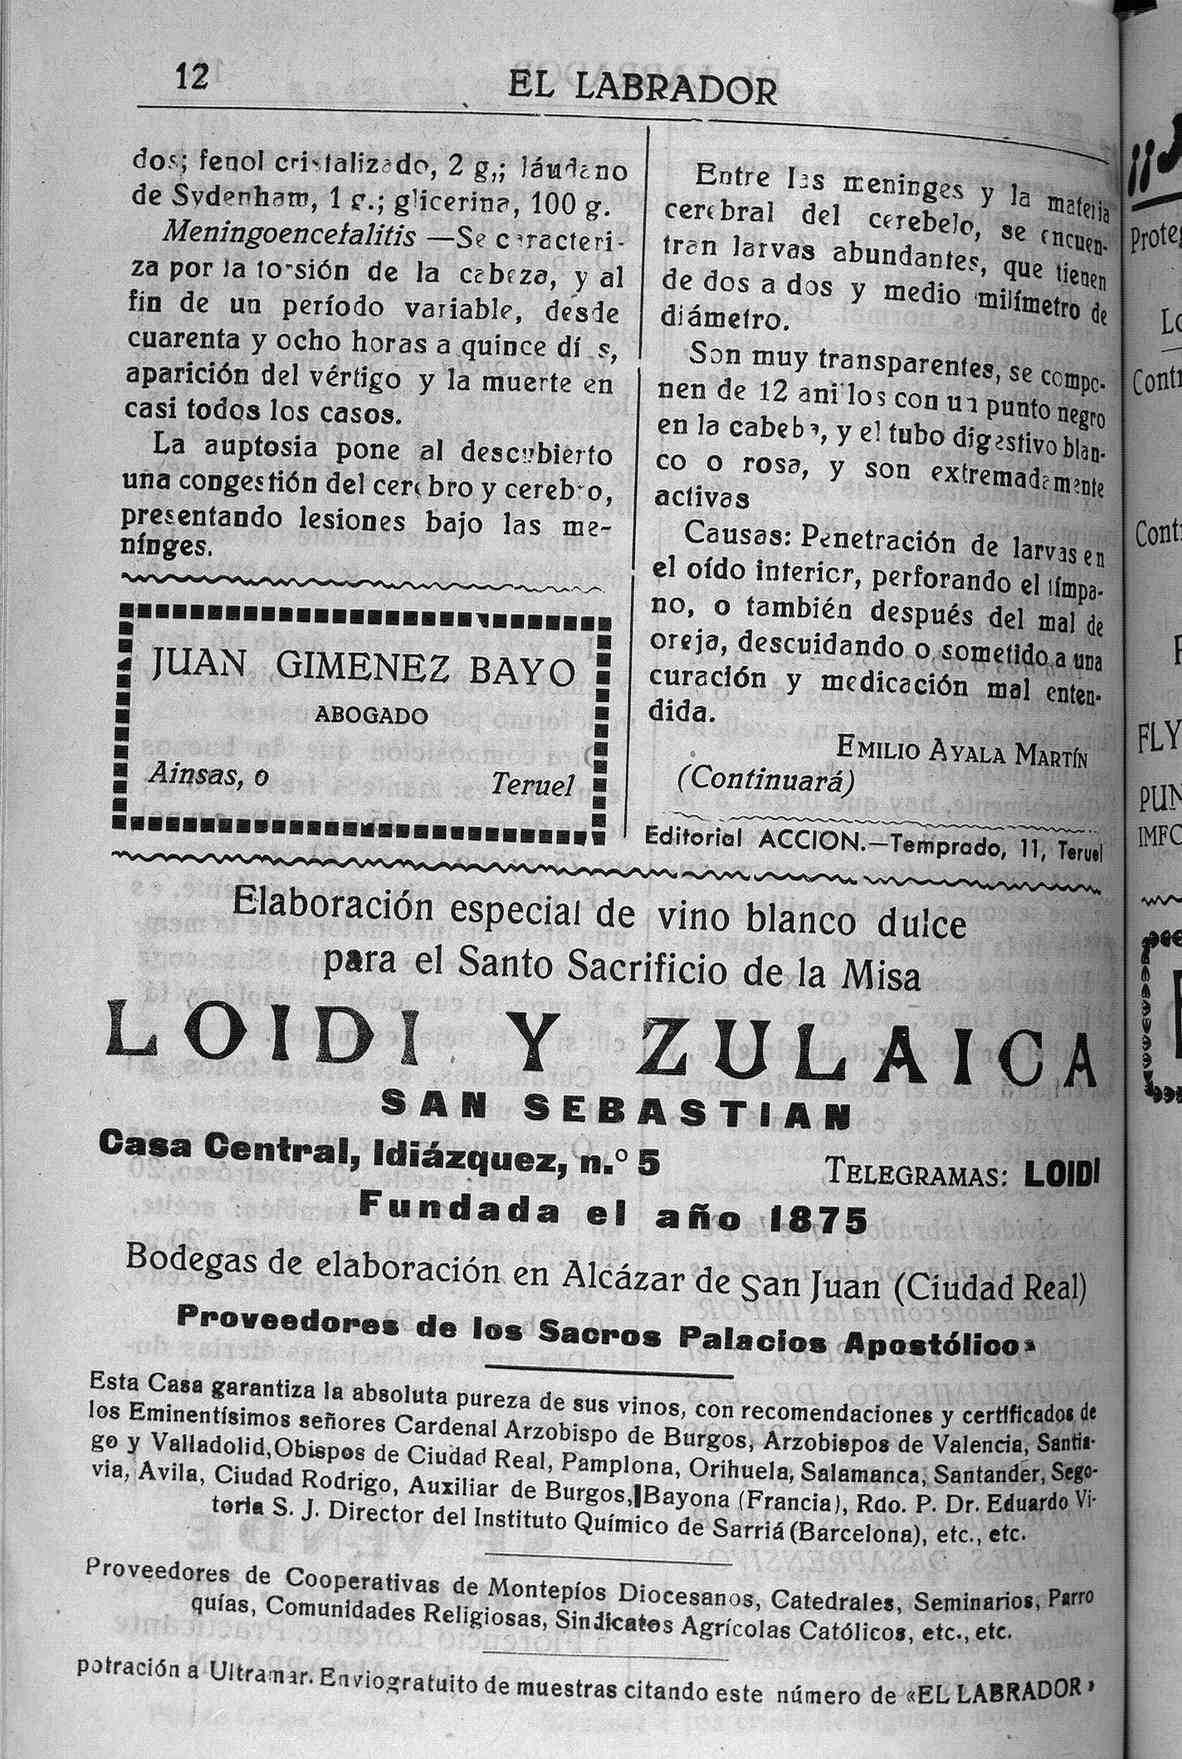 12
EL LABRADOR
dos; fenol cristalizado, 2 g,; láudano
de Sydenham, 1 g.; glicerina, 100 g.
Meningoencefalitis —Se caracteri-
za por la torsión de la cabeza, y al
fin de un período variable, desde
cuarenta y ocho horas a quince dí s,
aparición del vértigo y la muerte en
casi todos los casos.
La auptosia pone al descubierto
una congestión del cerebro y cerebro,
presentando lesiones bajo las me-
nínges.
JUAN GIMENEZ BAYO
ABOGADO
Ainsas, o
Teruel
Entre las meninges y la materia
cerebral del cerebelo, se encuen-
tran larvas abundantes, que tienen
de dos a dos y medio milímetro de
diámetro.
Son muy transparentes, se compo-
nen de 12 anillos con un punto negro
en la cabeba, y el tubo digestivo blan-
co o rosa, y son extremadamente
activas
Causas: Penetración de larvas en
el oído interior, perforando el tímpa-
no, o también después del mal de
oreja, descuidando o sometido a una
curación y medicación mal enten-
dida.
EMILIO AYALA MARTÍN
(Continuará)
Editorial ACCION.—Temprado, 11, Teruel
Elaboración especial de vino blanco dulce
para el Santo Sacrificio de la Misa
LOIDI Y ZULAICA
SAN SEBASTIAN
Casa Central, Idiázquez, n.º 5
TELEGRAMAS: LOIDI
Fundada el año 1875
Bodegas de elaboración en Alcázar de San Juan (Ciudad Real)
Proveedores de los Sacros Palacios Apostólicos
Esta Casa garantiza la absoluta pureza de sus vinos, con recomendaciones y certificados de
los Eminentísimos señores Cardenal Arzobispo de Burgos, Arzobispos de Valencia, Santia-
go y Valladolid, Obispos de Ciudad Real, Pamplona, Orihuela, Salamanca, Santander, Sego-
via, Avila, Ciudad Rodrigo, Auxiliar de Burgos, Bayona (Francia), Rdo. P. Dr. Eduardo Vi-
toria S. J. Director del Instituto Químico de Sarriá (Barcelona), etc., etc.
Proveedores de Cooperativas de Montepíos Diocesanos, Catedrales, Seminarios, Parro
quías, Comunidades Religiosas, Sindicatos Agrícolas Católicos, etc., etc.
potración a Ultramar. Envio gratuito de muestras citando este número de «EL LABRADOR»